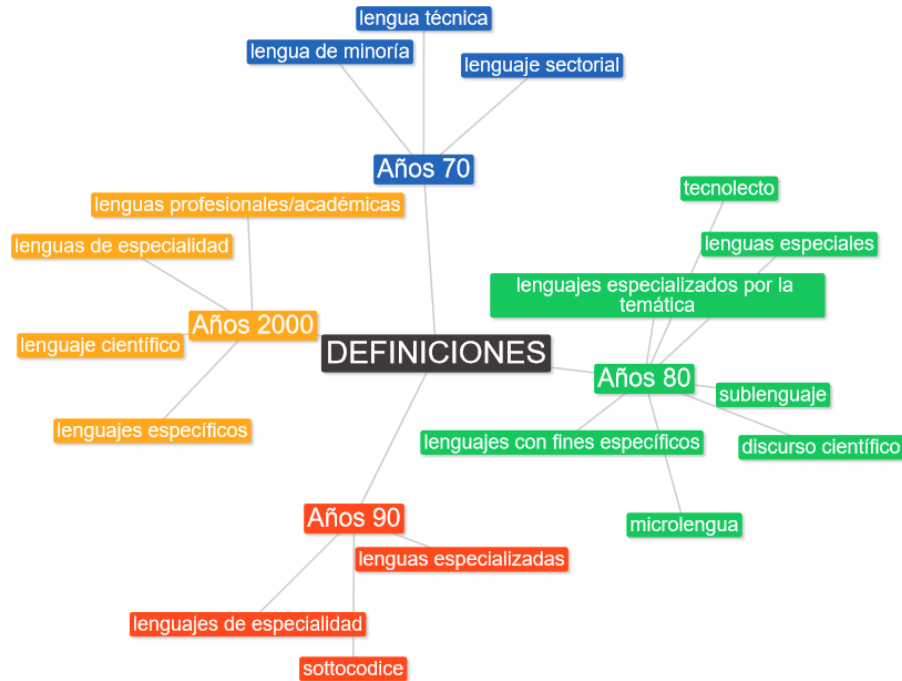 lengua técnica
lengua de minoría
lenguaje sectorial
Años 70
lenguas profesionales/académicas
lenguas de especialidad
Años 2000
lenguaje científico
lenguajes específicos
DEFINICIONES
tecnolecto
lenguas especiales
lenguajes especializados por la
temática
Años 80
sublenguaje
lenguajes con fines específicos
discurso científico
microlengua
Años 90
lenguas especializadas
lenguajes de especialidad
sottocodice